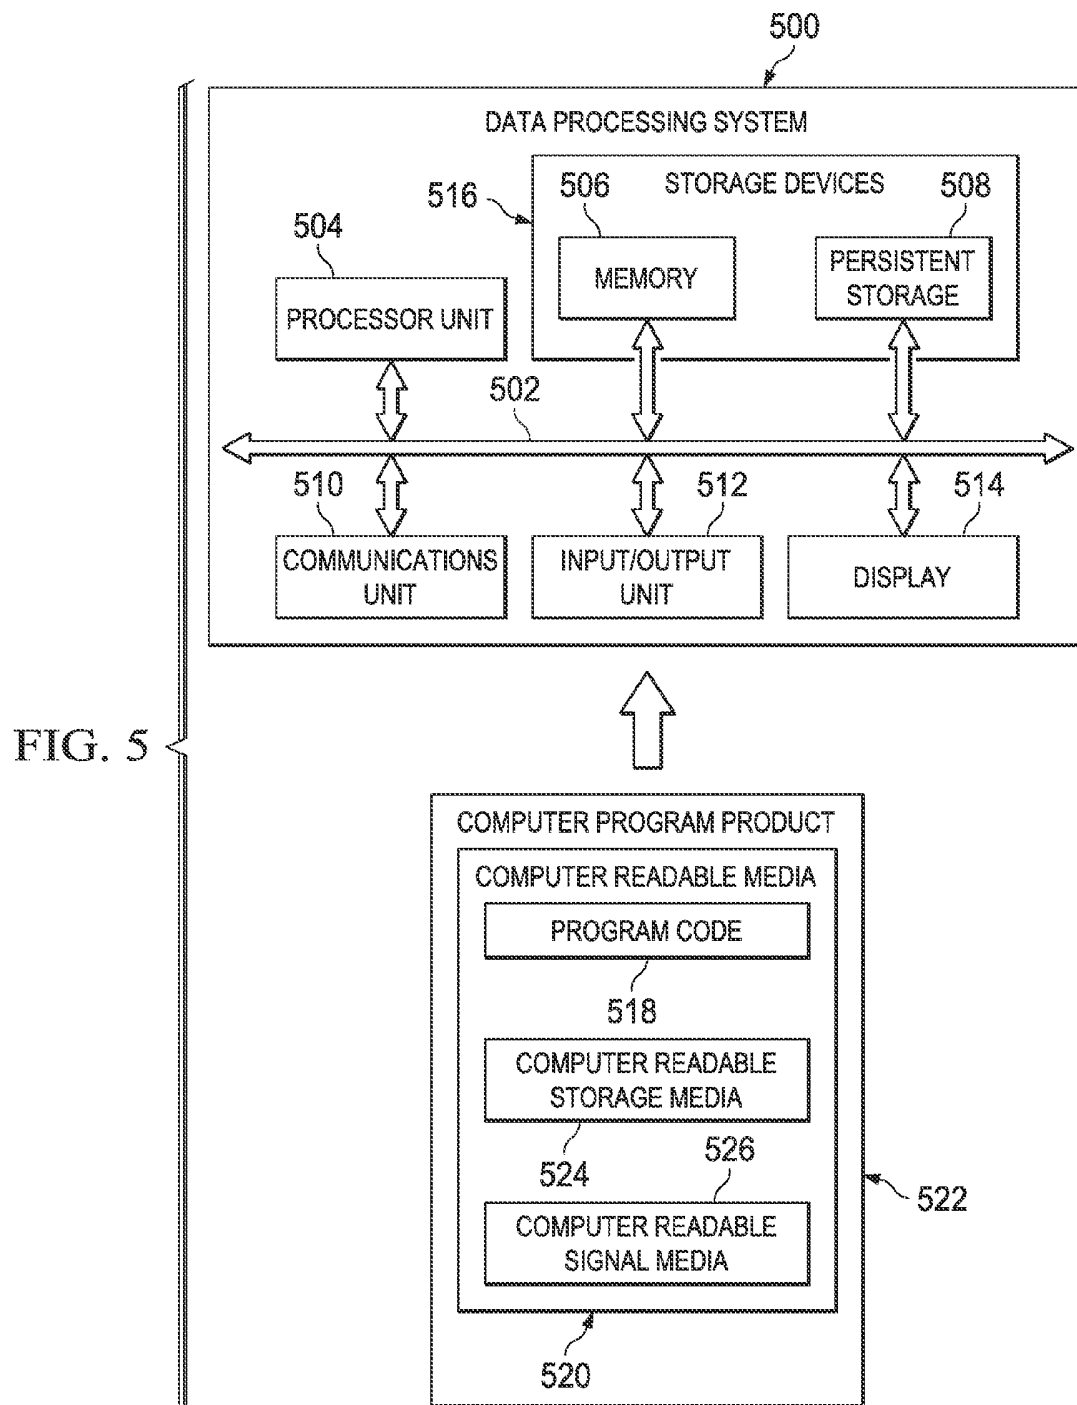 500
DATA PROCESSING SYSTEM
516
STORAGE DEVICES
506
508
504
MEMORY
PERSISTENT
STORAGE
PROCESSOR UNIT
502
510
512
514
COMMUNICATIONS
UNIT
INPUT/OUTPUT
UNIT
DISPLAY
FIG. 5
COMPUTER PROGRAM PRODUCT
COMPUTER READABLE MEDIA
PROGRAM CODE
518
COMPUTER READABLE
STORAGE MEDIA
524
526
522
COMPUTER READABLE
SIGNAL MEDIA
520